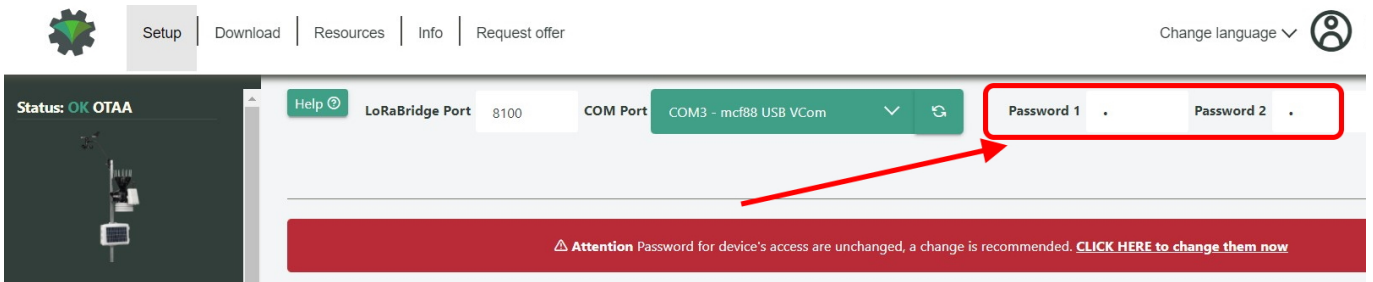 Setup Download Resources Info Request offer Change language
Status: OK OTAA
Help LoRaBridge Port 8100 COM Port COM3 - mcf88 USB VCom Password 1 . Password 2 .
Attention Password for device's access are unchanged, a change is recommended. CLICK HERE to change them now